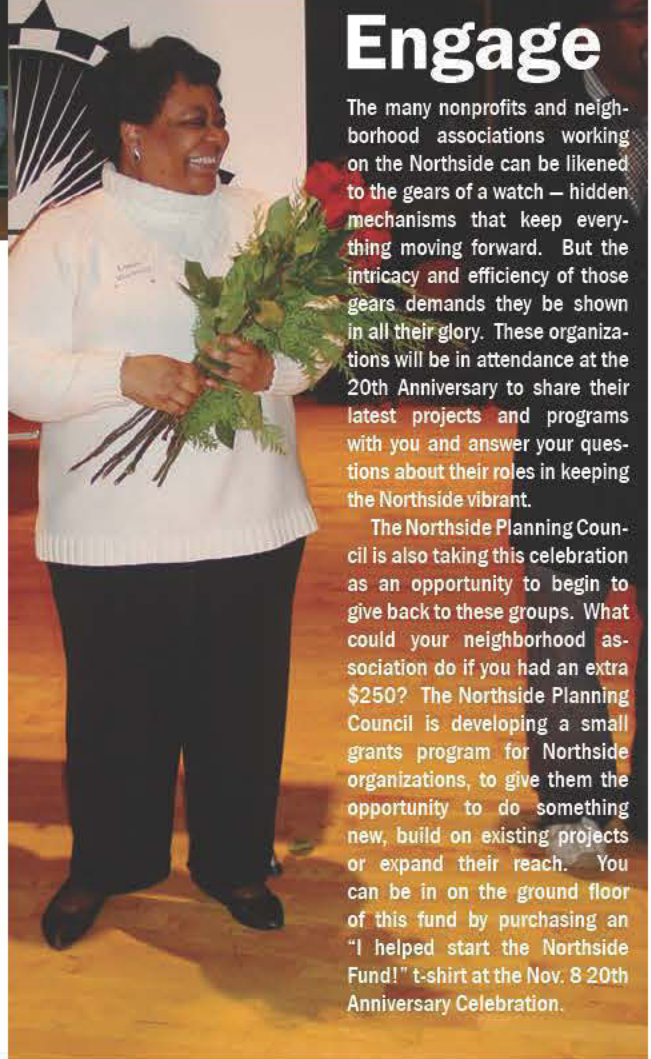 Engage
The many nonprofits and neigh-
borhood associations working
on the Northside can be likened
to the gears of a watch — hidden
mechanisms that keep every-
thing moving forward. But the
intricacy and efficiency of those
gears demands they be shown
in all their glory. These organiza-
tions will be in attendance at the
20th Anniversary to share their
latest projects and programs
with you and answer your ques-
tions about their roles in keeping
the Northside vibrant.
The Northside Planning Coun-
cil is also taking this celebration
as an opportunity to begin to
give back to these groups. What
could your neighborhood as-
sociation do if you had an extra
$250? The Northside Planning
Council is developing a small
grants program for Northside
organizations, to give them the
opportunity to do something
new, build on existing projects
or expand their reach. You
can be in on the ground floor
of this fund by purchasing an
“I helped start the Northside
Fund!” t-shirt at the Nov. 8 20th
Anniversary Celebration.